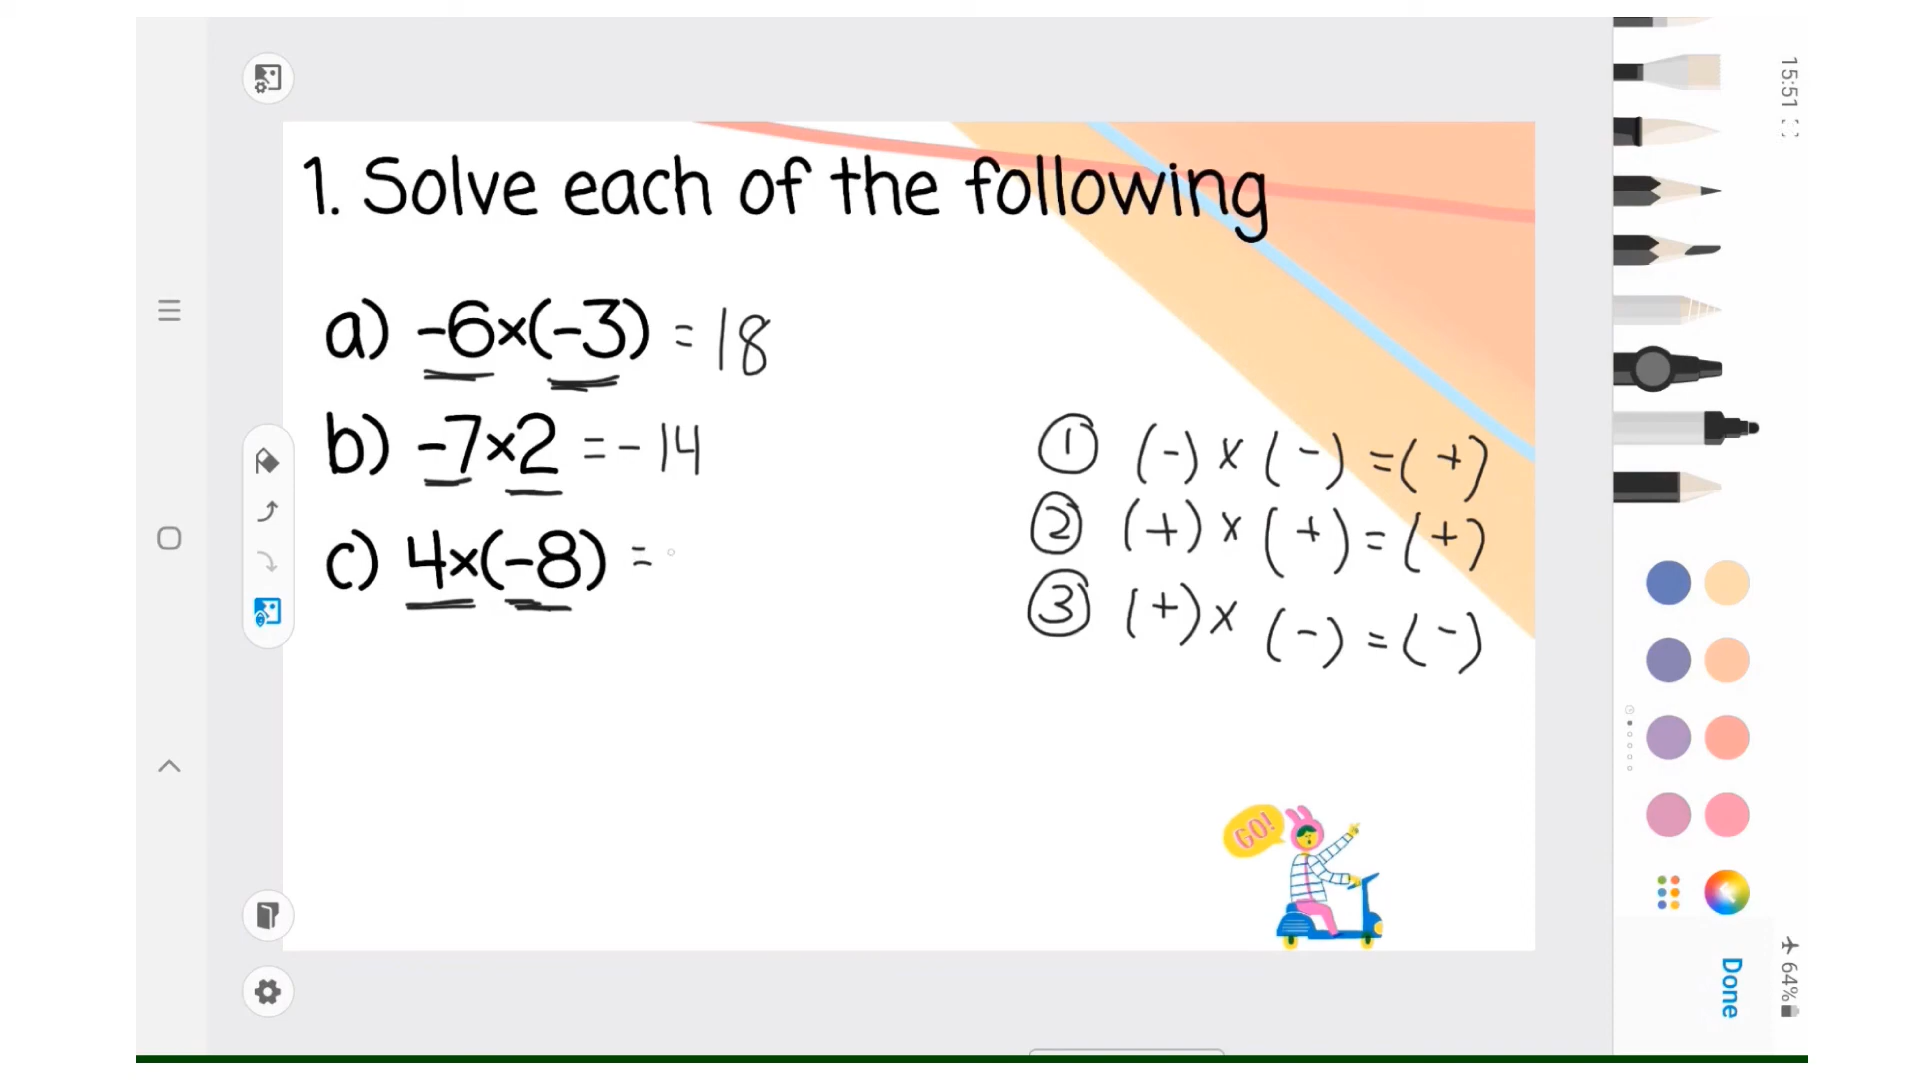 15:51
1. Solve each of the following
a) -6×(-3) = 18
b) -7×2 = - 14
c) 4×(-8) =
① (-) × (-) = (+)
② (+) × (+) = (+)
③ (+) × (-) = (-)
GO!
Done
64%